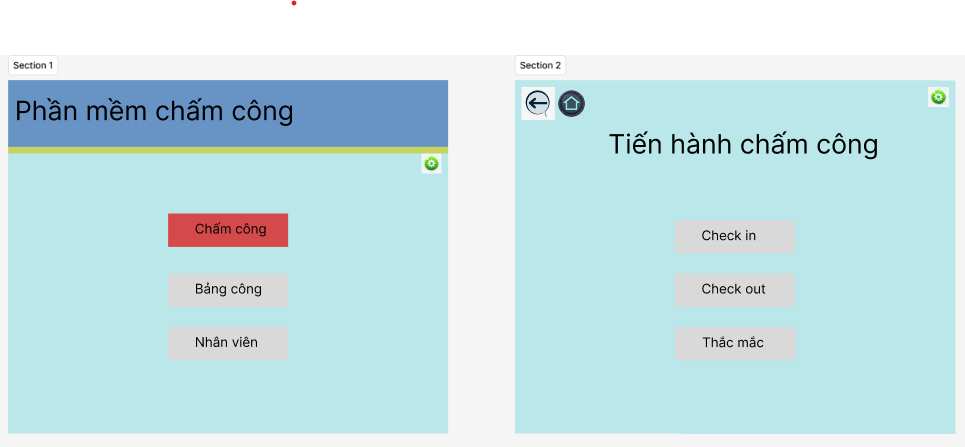 Section 1
Phần mềm chấm công
Chấm công
Bảng công
Nhân viên
Section 2
Tiến hành chấm công
Check in
Check out
Thắc mắc